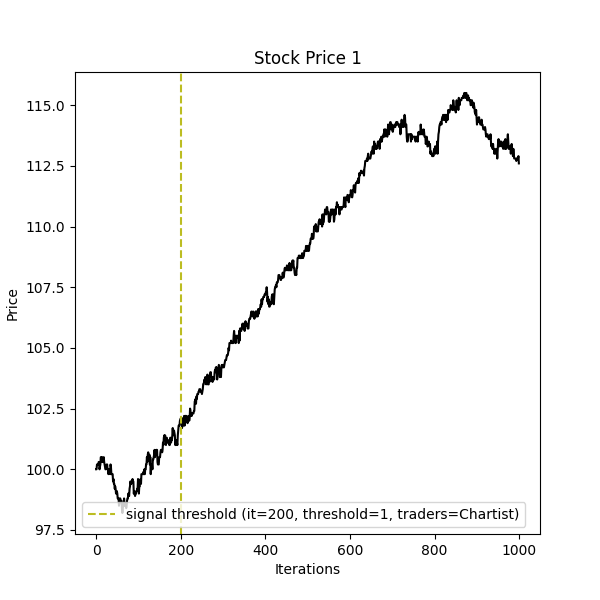 Stock Price 1
Price
115.0
112.5
110.0
107.5
105.0
102.5
100.0
97.5
signal threshold (it=200, threshold=1, traders=Chartist)
0 200 400 600 800 1000
Iterations